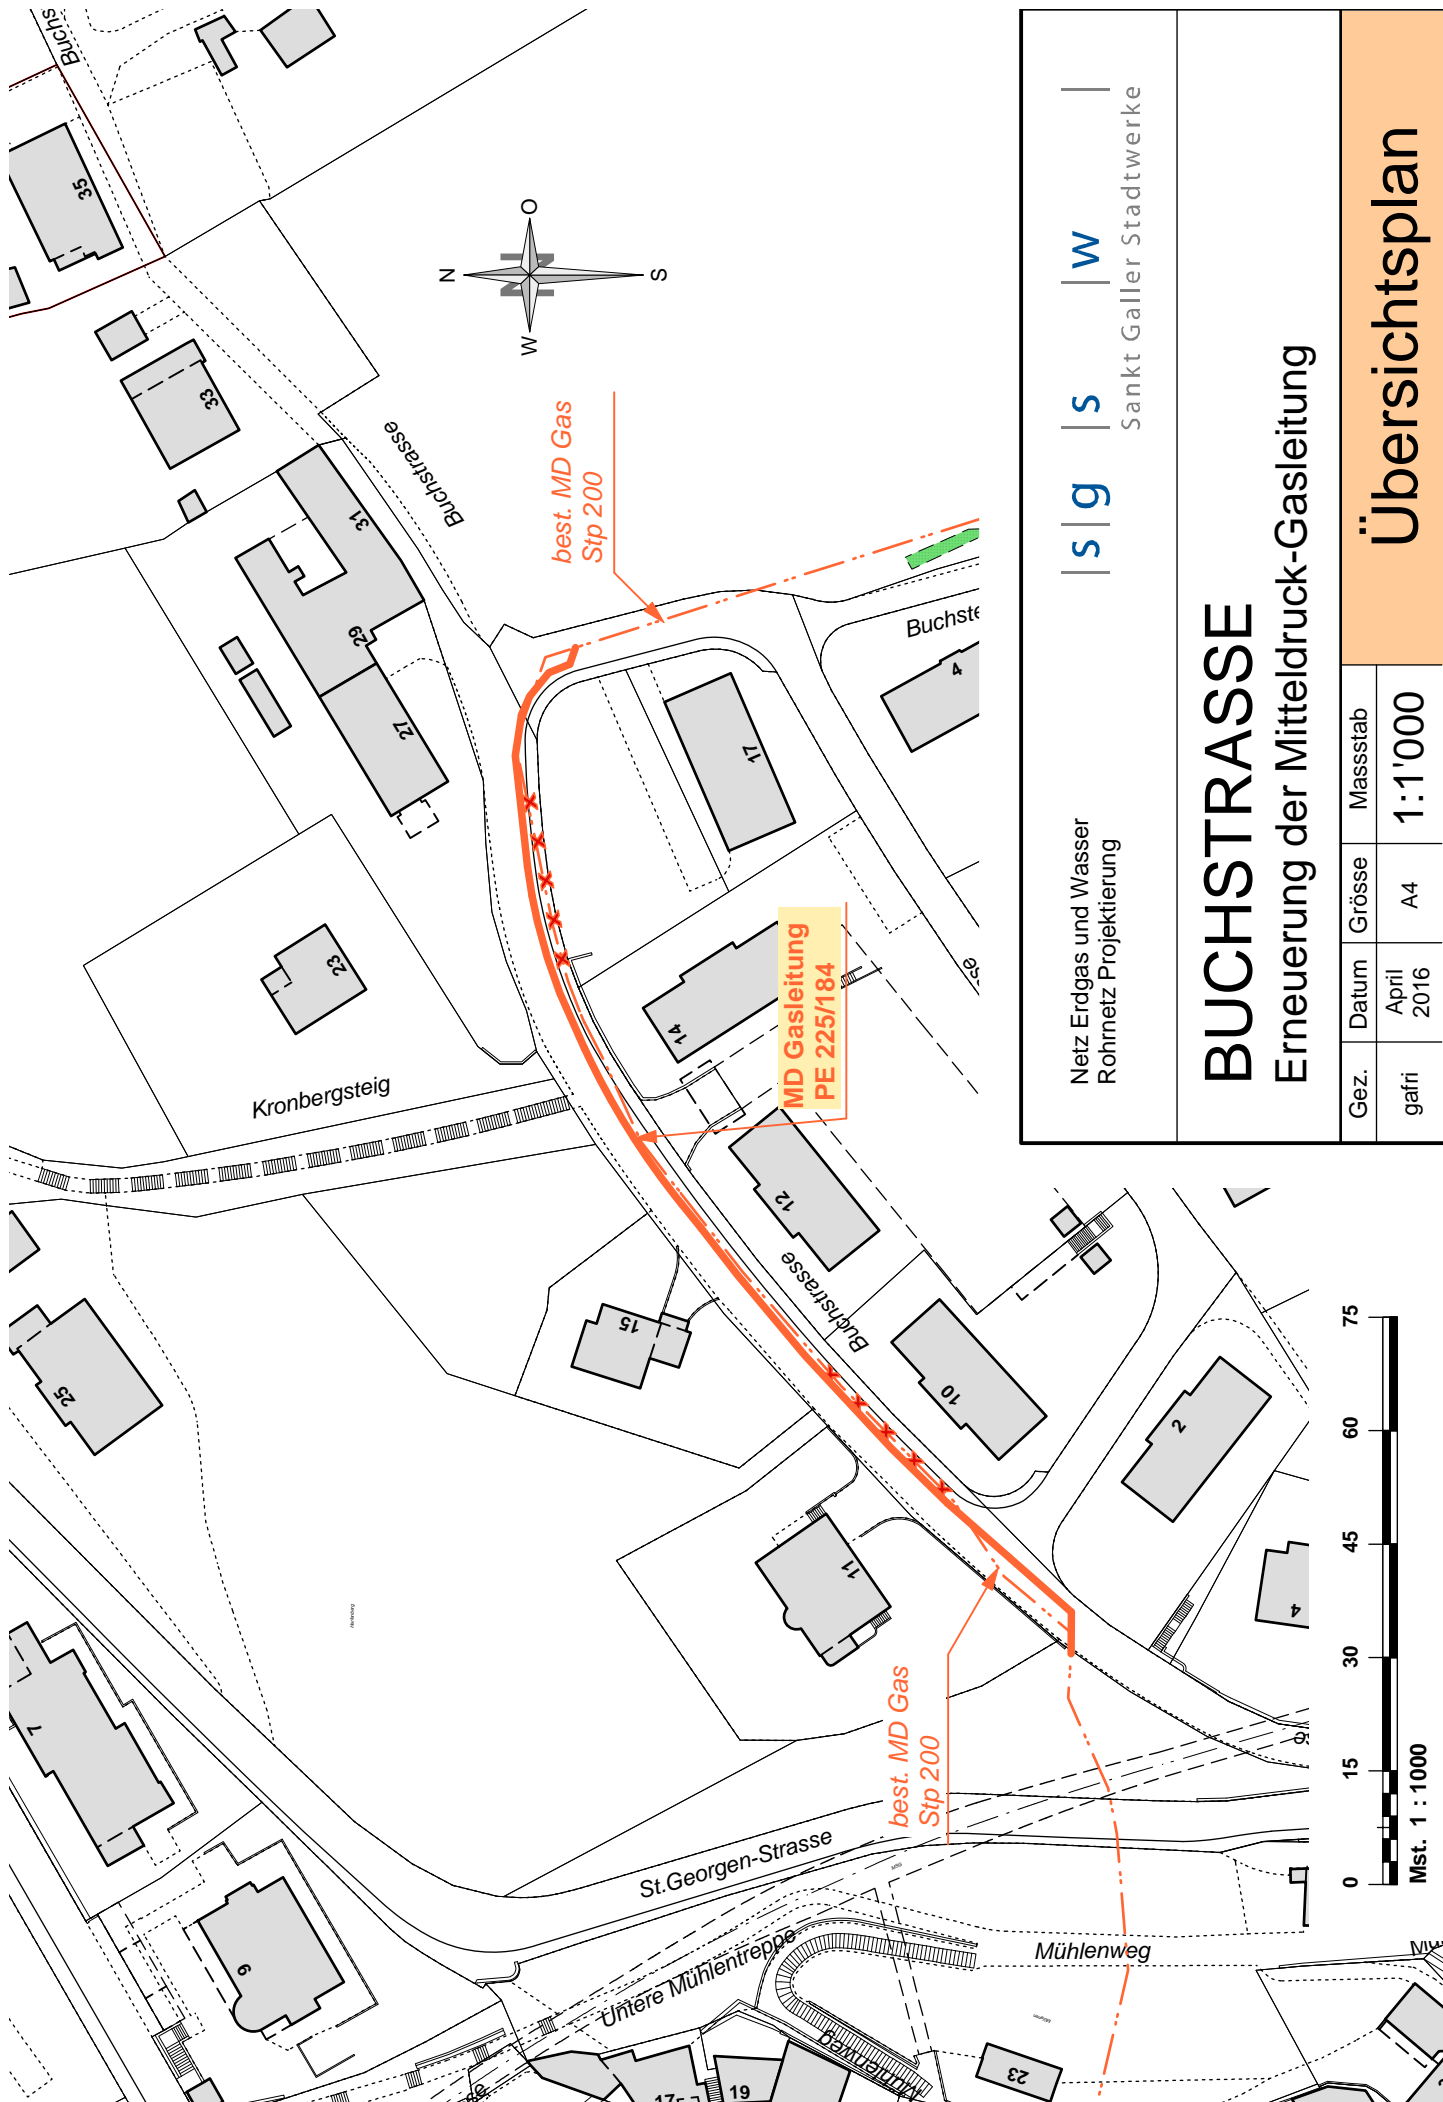 Buchs
35
33
31
29
27
Buchstrasse
N
W
O
S
best. MD Gas
Stp 200
Buchste
4
17
23
14
MD Gasleitung
PE 225/184
Kronbergsteig
12
Buchstrasse
10
15
25
11
2
4
best. MD Gas
Stp 200
7
9
St.Georgen-Strasse
Untere Mühlentreppe
Mühlenweg
Mühlenweg
19
23
sse
s g s w
Sankt Galler Stadtwerke
Netz Erdgas und Wasser
Rohrnetz Projektierung
BUCHSTRASSE
Erneuerung der Mitteldruck-Gasleitung
Gez.
Datum
Grösse
Massstab
gafri
April
2016
A4
1:1'000
Übersichtsplan
0 15 30 45 60 75
Mst. 1 : 1000